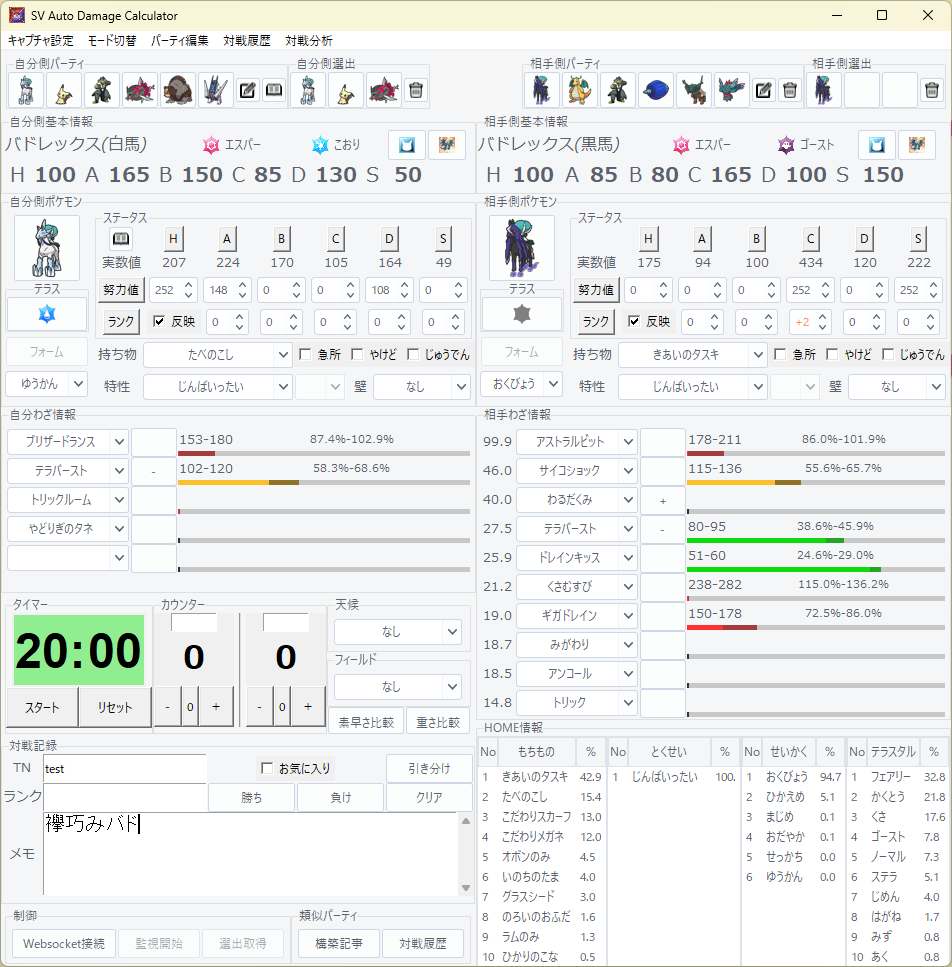 SV Auto Damage Calculator
キャプチャ設定 モード切替 パーティ編集 対戦履歴 対戦分析
自分側パーティ 自分側選出 相手側パーティ 相手側選出
自分側基本情報
バドレックス(白馬) エスパー こおり
H 100 A 165 B 150 C 85 D 130 S 50
相手側基本情報
バドレックス(黒馬) エスパー ゴースト
H 100 A 85 B 80 C 165 D 100 S 150
自分側ポケモン
ステータス
H A B C D S
実数値 207 224 170 105 164 49
テラス 努力値 252 148 0 0 108 0
ランク 反映 0 0 0 0 0
フォーム 持ち物 たべのこし 急所 やけど じゅうでん
ゆうかん 特性 じんばいったい 壁 なし
相手側ポケモン
ステータス
H A B C D S
実数値 175 94 100 434 120 222
テラス 努力値 0 0 0 252 0 252
ランク 反映 0 0 +2 0 0
フォーム 持ち物 きあいのタスキ 急所 やけど じゅうでん
おくびょう 特性 じんばいったい 壁 なし
自分わざ情報
ブリザードランス 153-180 87.4%-102.9%
テラバースト - 102-120 58.3%-68.6%
トリックルーム
やどりぎのタネ
相手わざ情報
99.9 アストラルビット 178-211 86.0%-101.9%
46.0 サイコショック 115-136 55.6%-65.7%
40.0 わるだくみ +
27.5 テラバースト - 80-95 38.6%-45.9%
25.9 ドレインキッス 51-60 24.6%-29.0%
21.2 くさむすび 238-282 115.0%-136.2%
19.0 ギガドレイン 150-178 72.5%-86.0%
18.7 みがわり
18.5 アンコール
14.8 トリック
タイマー カウンター 天候
20:00 0 0 なし
フィールド
なし
スタート リセット - 0 + - 0 + 素早さ比較 重さ比較
対戦記録
TN test お気に入り 引き分け
ランク 勝ち 負け クリア
メモ 襷巧みバド
制御 類似パーティ
Websocket接続 監視開始 選出取得 構築記事 対戦履歴
HOME情報
No もちもの % No とくせい % No せいかく % No テラスタル %
1 きあいのタスキ 42.9 1 じんばいったい 100. 1 おくびょう 94.7 1 フェアリー 32.8
2 たべのこし 15.4 2 ひかえめ 5.1 2 かくとう 21.8
3 こだわりスカーフ 13.0 3 まじめ 0.1 3 くさ 17.6
4 こだわりメガネ 12.0 4 おだやか 0.1 4 ゴースト 7.8
5 オボンのみ 4.5 5 せっかち 0.0 5 ノーマル 7.3
6 いのちのたま 4.0 6 ゆうかん 0.0 6 ステラ 5.1
7 グラスシード 3.0 7 じめん 4.0
8 のろいのおふだ 1.6 8 はがね 1.7
9 ラムのみ 1.3 9 みず 0.8
10 ひかりのこな 0.5 10 あく 0.8